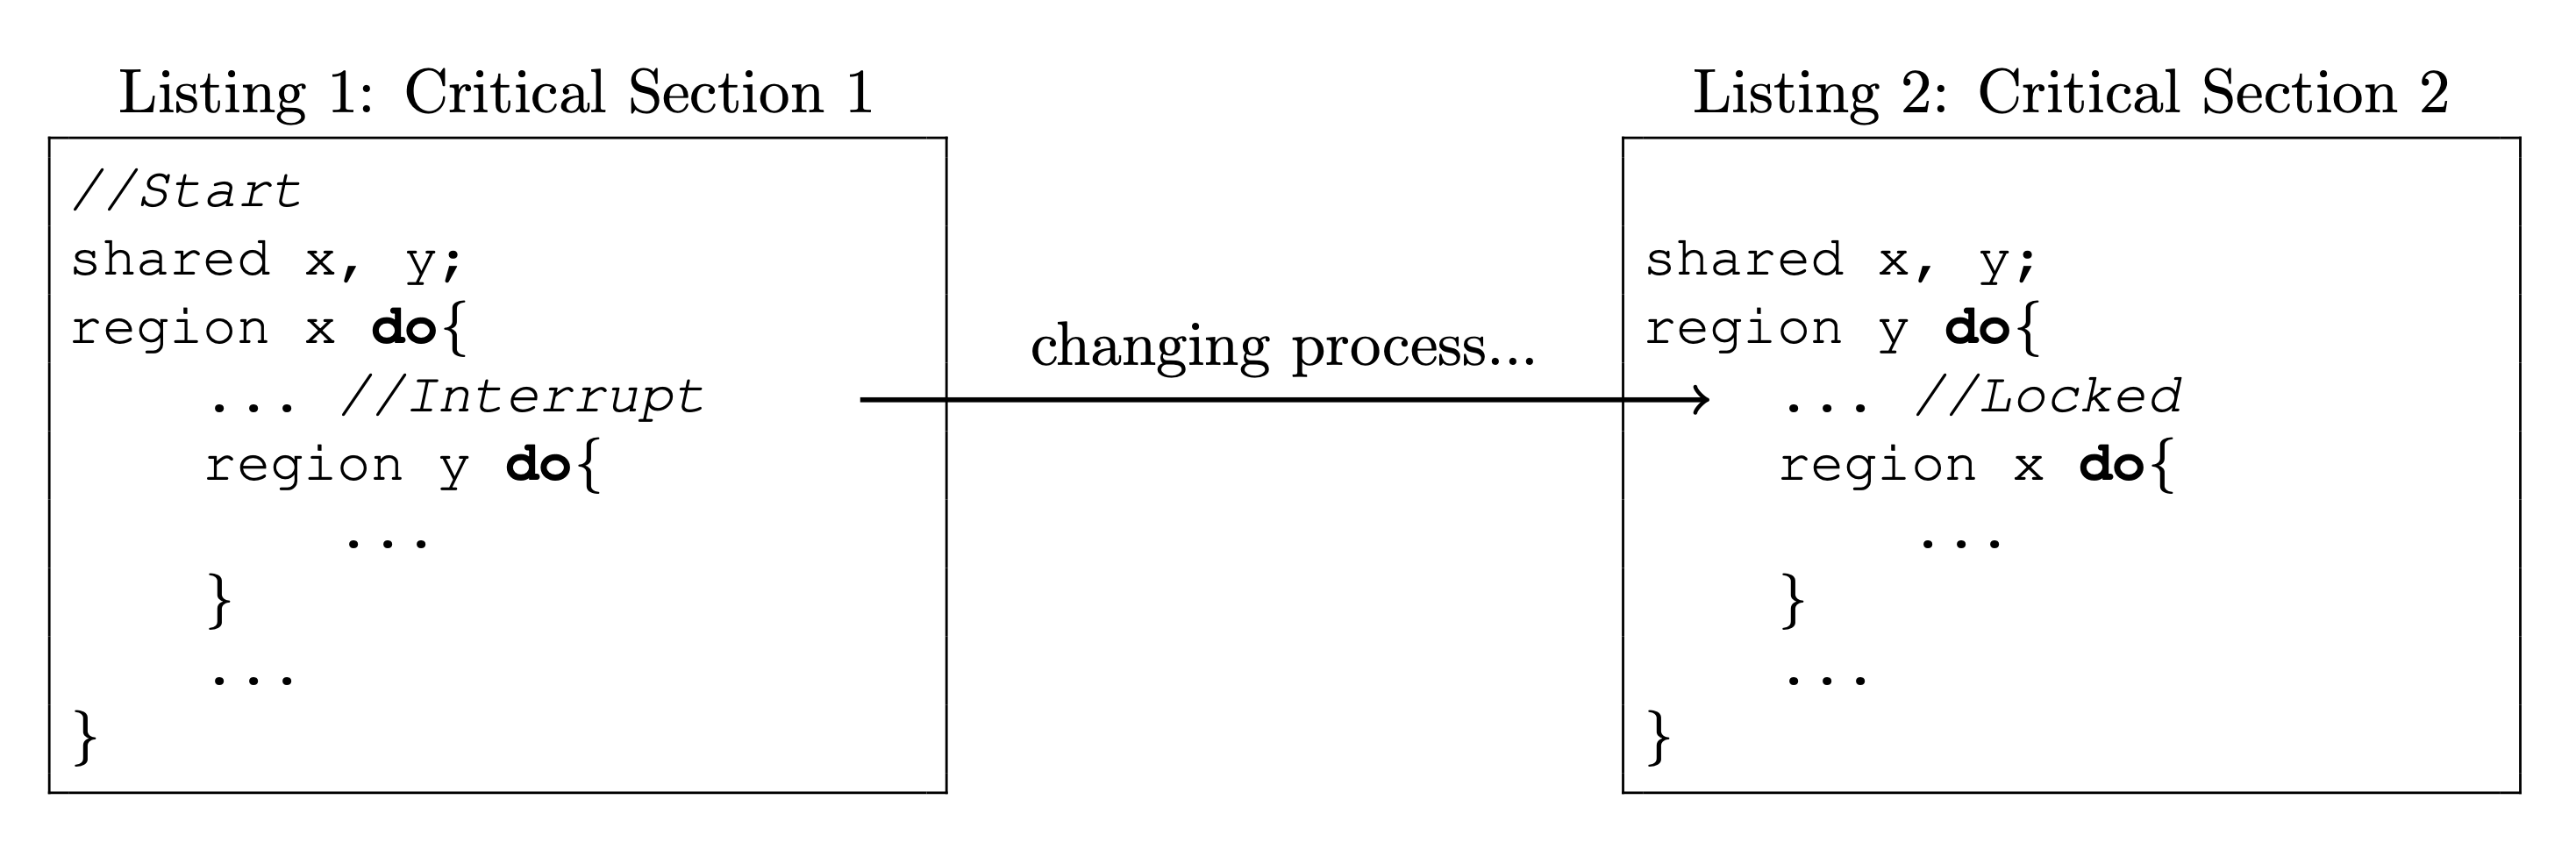 Listing 1: Critical Section 1
//Start
shared x, y;
region x do{
... //Interrupt
region y do{
...
}
...
}
changing process...
Listing 2: Critical Section 2
shared x, y;
region y do{
... //Locked
region x do{
...
}
...
}